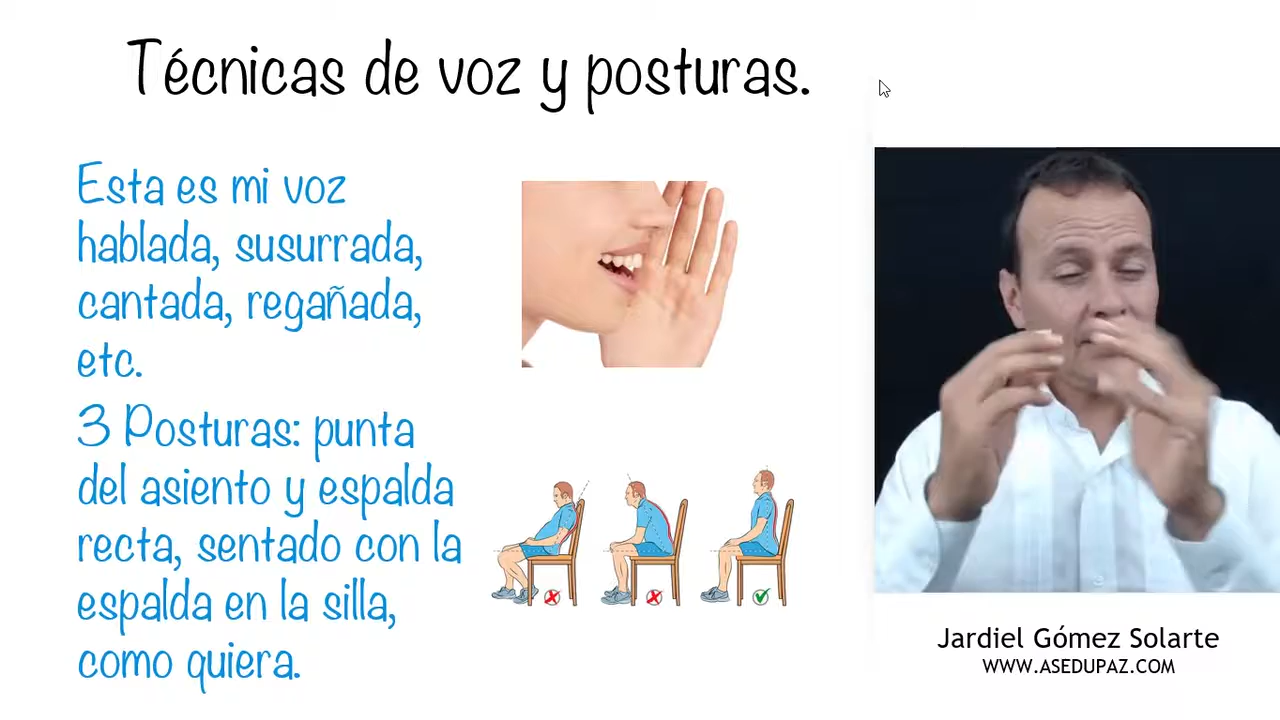 Técnicas de voz y posturas.
Esta es mi voz
hablada, susurrada,
cantada, regañada,
etc.
3 Posturas: punta
del asiento y espalda
recta, sentado con la
espalda en la silla,
como quiera.
Jardiel Gómez Solarte
WWW.ASEDUPAZ.COM